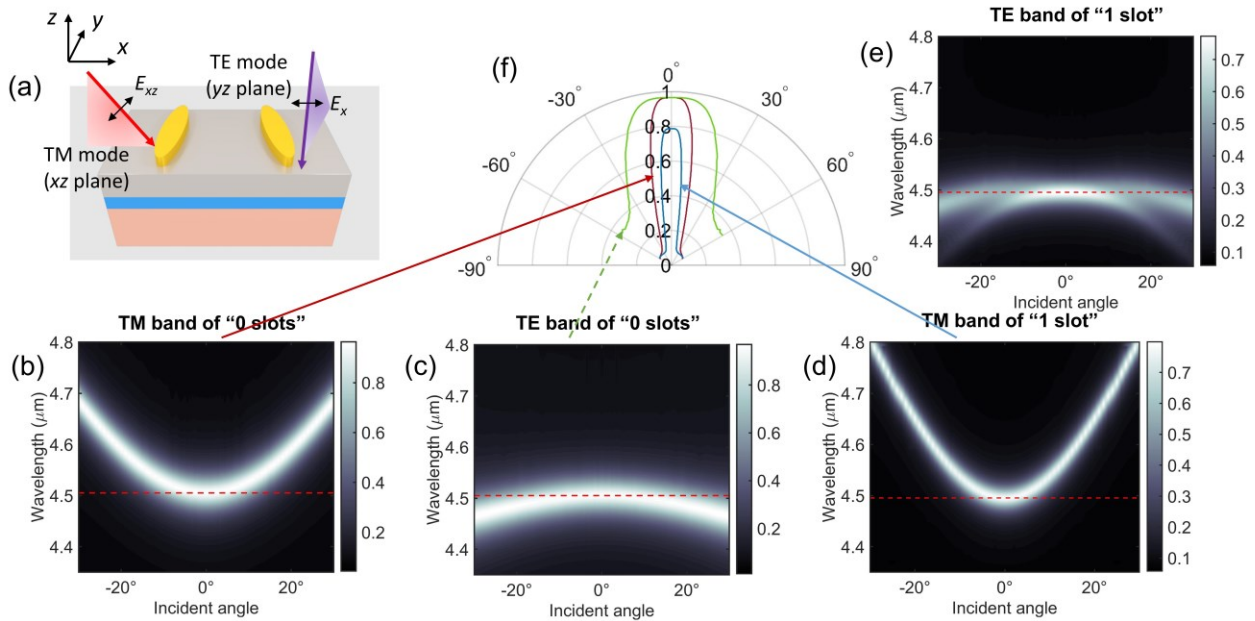 (a)
z
y
x
TE mode
(yz plane)
E_xz
E_x
TM mode
(xz plane)
(f)
0°
-30°
30°
-60°
60°
-90°
90°
1
0.8
0.6
0.4
0.2
0
TE band of “1 slot”
(e)
4.8
4.7
4.6
4.5
4.4
Wavelength (μm)
-20°
0°
20°
Incident angle
0.7
0.6
0.5
0.4
0.3
0.2
0.1
TM band of “0 slots”
(b)
4.8
4.7
4.6
4.5
4.4
Wavelength (μm)
-20°
0°
20°
Incident angle
0.8
0.6
0.4
0.2
TE band of “0 slots”
(c)
4.8
4.7
4.6
4.5
4.4
Wavelength (μm)
-20°
0°
20°
Incident angle
0.8
0.6
0.4
0.2
TM band of “1 slot”
(d)
4.8
4.7
4.6
4.5
4.4
Wavelength (μm)
-20°
0°
20°
Incident angle
0.7
0.6
0.5
0.4
0.3
0.2
0.1